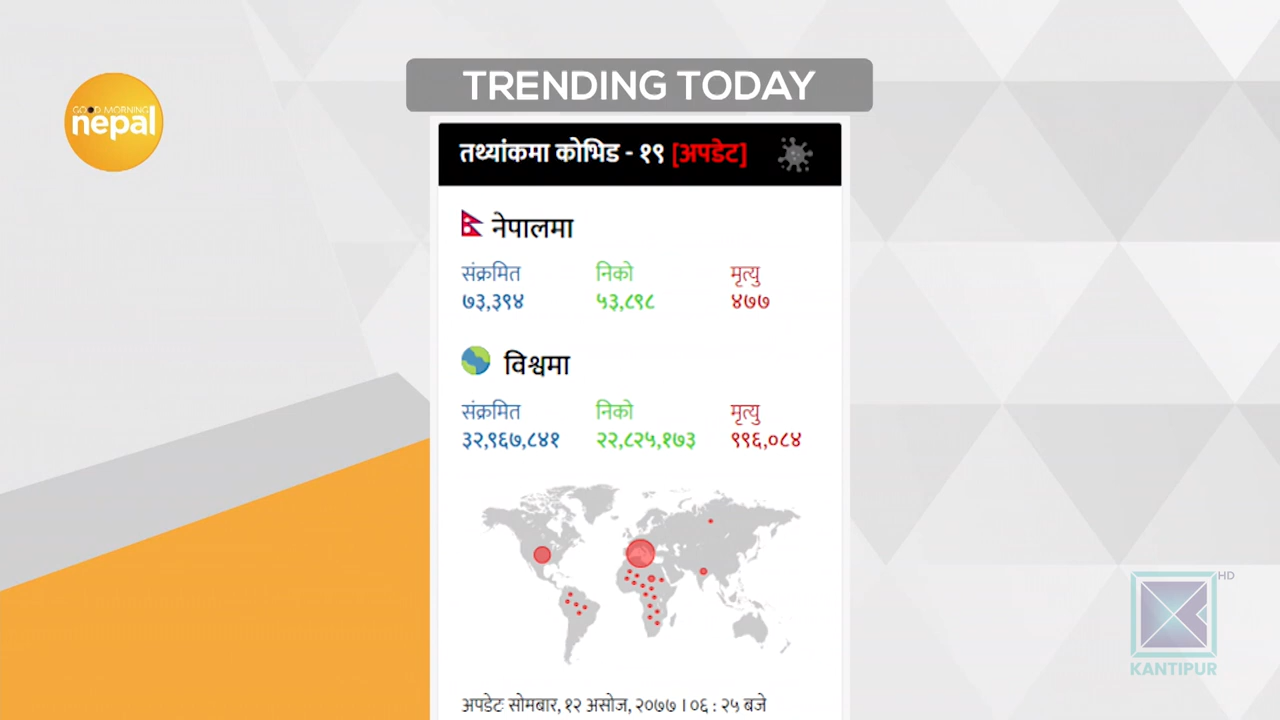 TRENDING TODAY
GOOD MORNING
nepal
तथ्यांकमा कोभिड - १९ [अपडेट]
नेपालमा
संक्रमित निको मृत्यु
७३,३९४ ५३,८९८ ४७७
विश्वमा
संक्रमित निको मृत्यु
३२,९६७,८४१ २२,८२५,१७३ ९९६,०८४
HD
KANTIPUR
अपडेटः सोमबार, १२ असोज, २०७७ । ०६ : २५ बजे